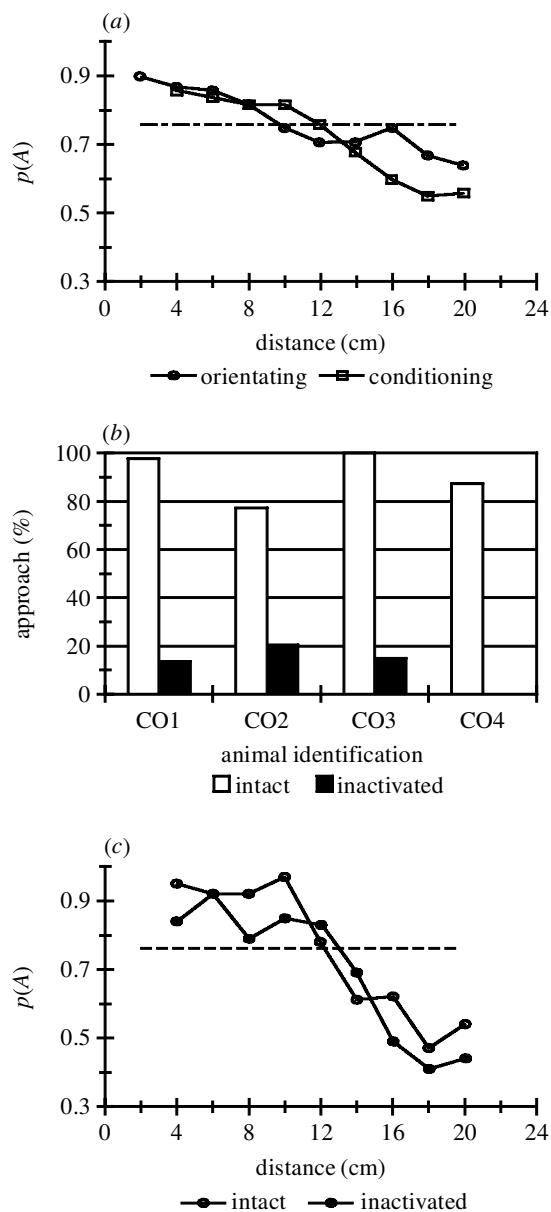 (a)
0.9
0.7
0.5
0.3
p(A)
0 4 8 12 16 20 24
distance (cm)
orientating conditioning
(b)
100
80
60
40
20
0
approach (%)
CO1 CO2 CO3 CO4
animal identification
intact inactivated
(c)
0.9
0.7
0.5
0.3
p(A)
0 4 8 12 16 20 24
distance (cm)
intact inactivated